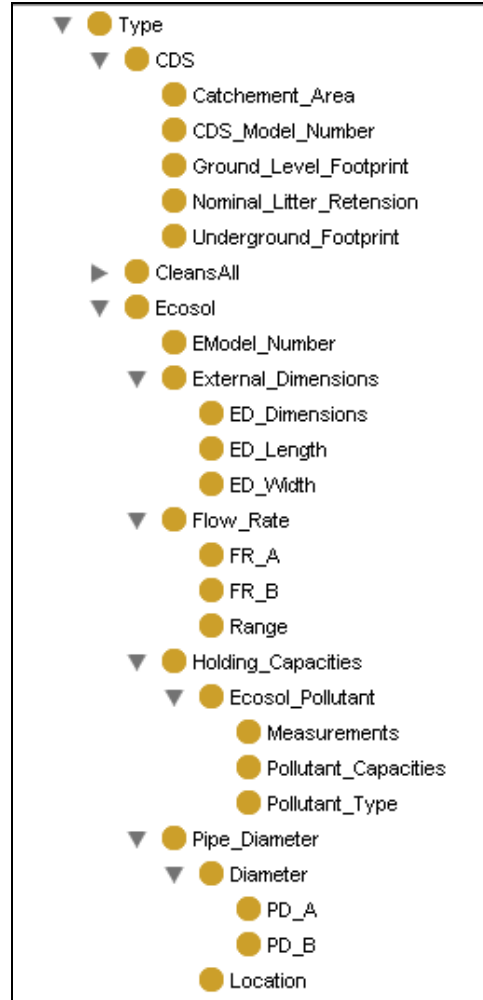 Type
CDS
Catchement_Area
CDS_Model_Number
Ground_Level_Footprint
Nominal_Litter_Retension
Underground_Footprint
CleansAll
Ecosol
EModel_Number
External_Dimensions
ED_Dimensions
ED_Length
ED_Width
Flow_Rate
FR_A
FR_B
Range
Holding_Capacities
Ecosol_Pollutant
Measurements
Pollutant_Capacities
Pollutant_Type
Pipe_Diameter
Diameter
PD_A
PD_B
Location